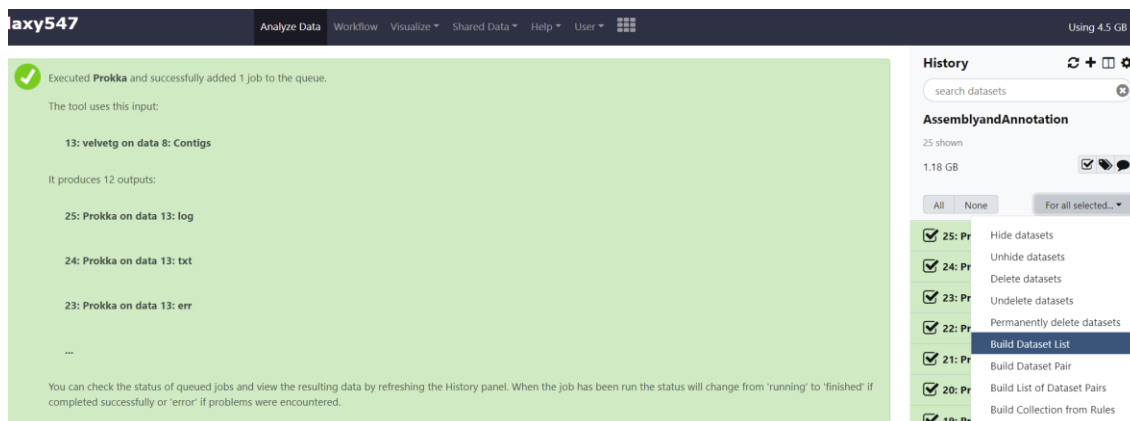 laxy547
Analyze Data Workflow Visualize Shared Data Help User
Using 4.5 GB
Executed Prokka and successfully added 1 job to the queue.
The tool uses this input:
13: velvetg on data 8: Contigs
It produces 12 outputs:
25: Prokka on data 13: log
24: Prokka on data 13: txt
23: Prokka on data 13: err
...
You can check the status of queued jobs and view the resulting data by refreshing the History panel. When the job has been run the status will change from 'running' to 'finished' if
completed successfully or 'error' if problems were encountered.
History
search datasets
AssemblyandAnnotation
25 shown
1.18 GB
All None For all selected...
25: Pr
24: Pr
23: Pr
22: Pr
21: Pr
20: Pr
19: Pr
Hide datasets
Unhide datasets
Delete datasets
Undelete datasets
Permanently delete datasets
Build Dataset List
Build Dataset Pair
Build List of Dataset Pairs
Build Collection from Rules